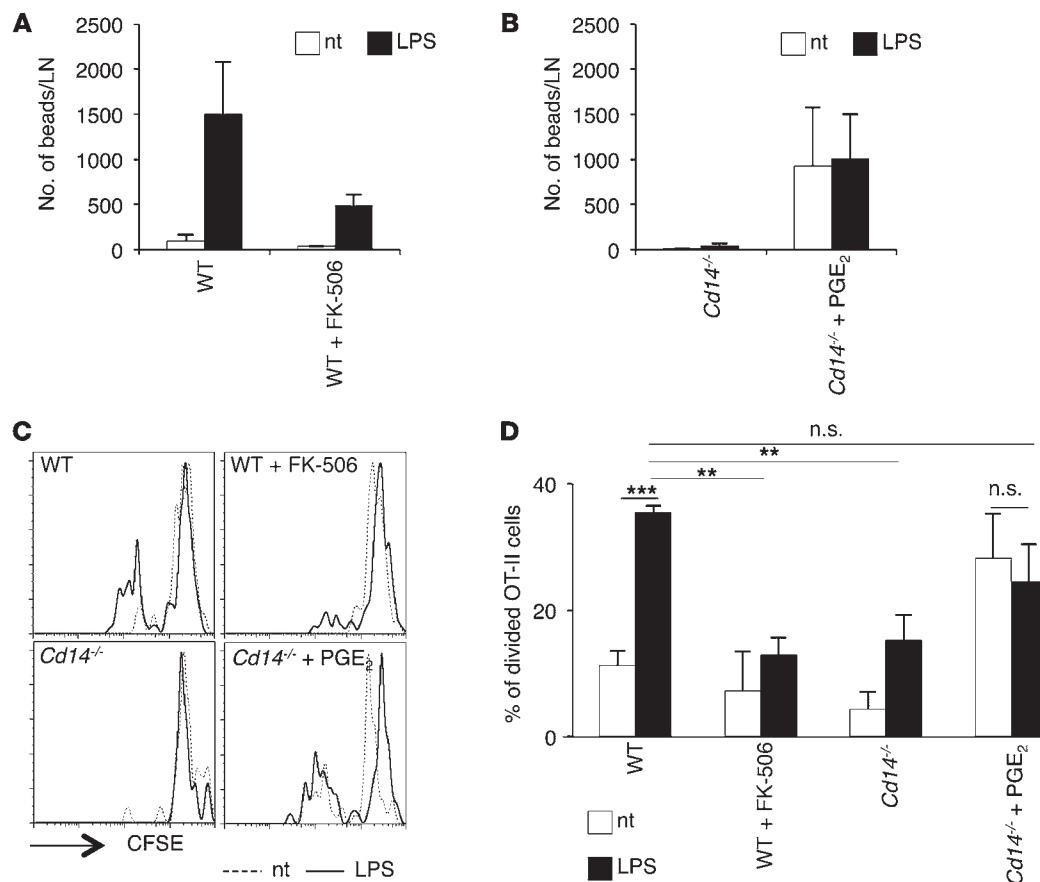 A
No. of beads/LN
2500
2000
1500
1000
500
0
nt
LPS
WT
WT + FK-506
B
No. of beads/LN
2500
2000
1500
1000
500
0
nt
LPS
Cd14-/-
Cd14-/- + PGE2
C
WT
WT + FK-506
Cd14-/-
Cd14-/- + PGE2
CFSE
nt
LPS
D
% of divided OT-II cells
40
20
0
n.s.
**
**
***
n.s.
WT
WT + FK-506
Cd14-/-
Cd14-/- + PGE2
nt
LPS